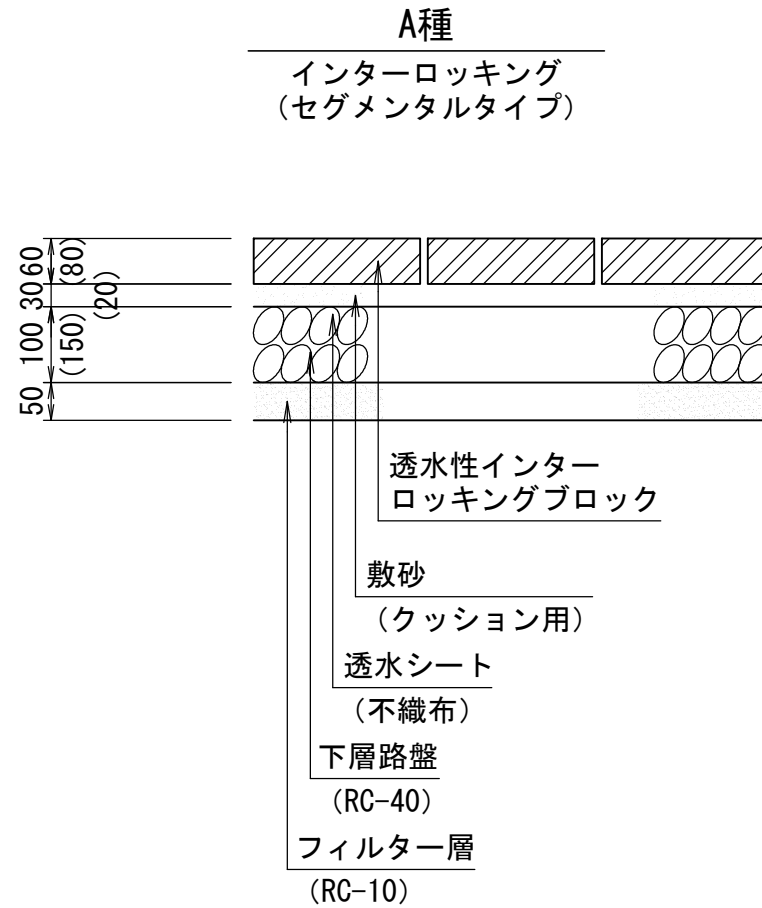 A種
インターロッキング
(セグメンタルタイプ)
60
(80)
30
(20)
100
(150)
50
透水性インター
ロッキングブロック
敷砂
(クッション用)
透水シート
(不織布)
下層路盤
(RC-40)
フィルター層
(RC-10)